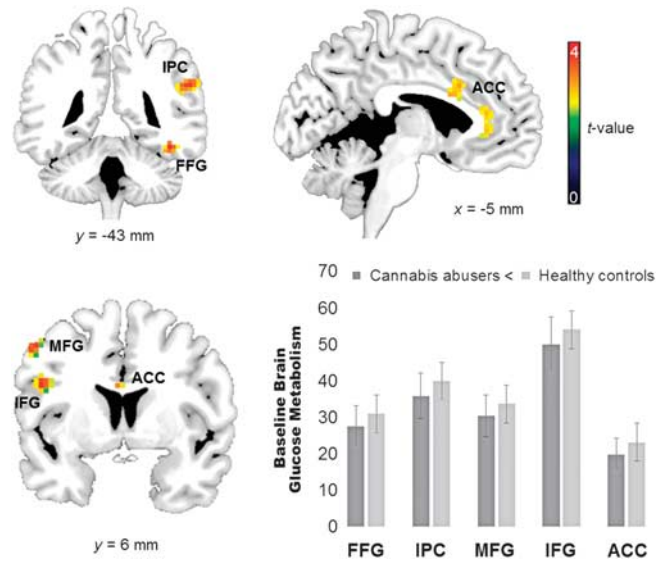 IPC
FFG
y = -43 mm
ACC
x = -5 mm
4
t-value
0
MFG
IFG
ACC
y = 6 mm
Cannabis abusers < Healthy controls
Baseline Brain
Glucose Metabolism
70
60
50
40
30
20
10
0
FFG IPC MFG IFG ACC